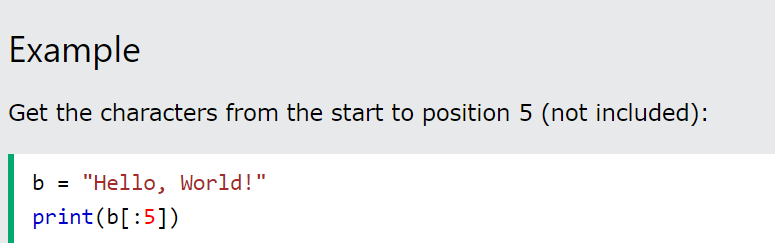 Example
Get the characters from the start to position 5 (not included):
b = "Hello, World!"
print(b[:5])